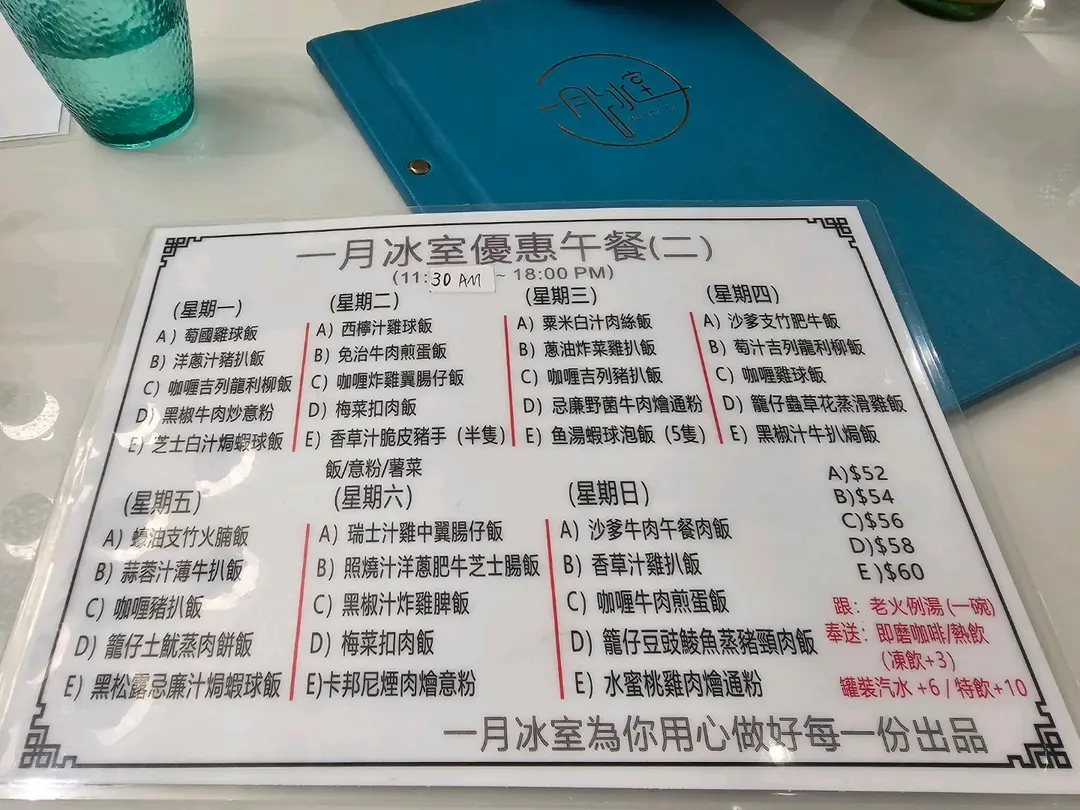 一月冰室
一月冰室優惠午餐(二)
(11:30 AM ~ 18:00 PM)
(星期一)
A) 葡國雞球飯
B) 洋蔥汁豬扒飯
C) 咖喱吉列龍利柳飯
D) 黑椒牛肉炒意粉
E) 芝士白汁焗蝦球飯
(星期二)
A) 西檸汁雞球飯
B) 免治牛肉煎蛋飯
C) 咖喱炸雞翼腸仔飯
D) 梅菜扣肉飯
E) 香草汁脆皮豬手 (半隻)
飯/意粉/薯菜
(星期三)
A) 粟米白汁肉絲飯
B) 蔥油炸菜雞扒飯
C) 咖喱吉列豬扒飯
D) 忌廉野菌牛肉燴通粉
E) 魚湯蝦球泡飯 (5隻)
(星期四)
A) 沙爹支竹肥牛飯
B) 萄汁吉列龍利柳飯
C) 咖喱雞球飯
D) 籠仔蟲草花蒸滑雞飯
E) 黑椒汁牛扒焗飯
(星期五)
A) 蠔油支竹火腩飯
B) 蒜蓉汁薄牛扒飯
C) 咖喱豬扒飯
D) 籠仔土魷蒸肉餅飯
E) 黑松露忌廉汁焗蝦球飯
(星期六)
A) 瑞士汁雞中翼腸仔飯
B) 照燒汁洋蔥肥牛芝士腸飯
C) 黑椒汁炸雞脾飯
D) 梅菜扣肉飯
E)卡邦尼煙肉燴意粉
(星期日)
A) 沙爹牛肉午餐肉飯
B) 香草汁雞扒飯
C) 咖喱牛肉煎蛋飯
D) 籠仔豆豉鯪魚蒸豬頸肉飯
E) 水蜜桃雞肉燴通粉
A)$52
B)$54
C)$56
D)$58
E)$60
跟: 老火例湯(一碗)
奉送: 即磨咖啡/熱飲
(凍飲+3)
罐裝汽水 +6 / 特飲+10
一月冰室為你用心做好每一份出品